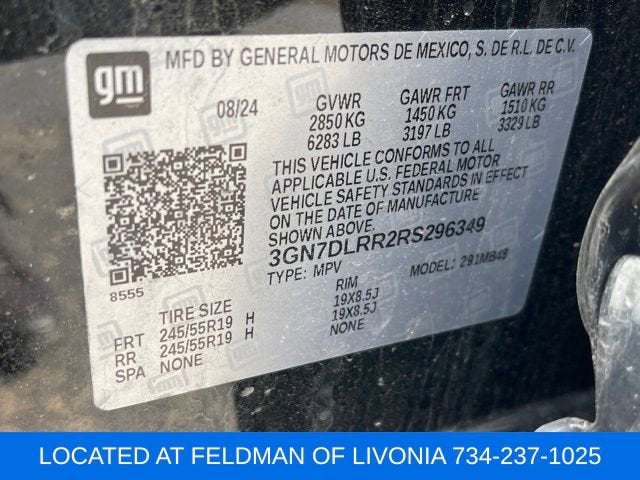 gm
MFD BY GENERAL MOTORS DE MEXICO, S. DE R.L. DE C.V.
08/24
GVWR GAWR FRT GAWR RR
2850 KG 1450 KG 1510 KG
6283 LB 3197 LB 3329 LB
THIS VEHICLE CONFORMS TO ALL
APPLICABLE U.S. FEDERAL MOTOR
VEHICLE SAFETY STANDARDS IN EFFECT
ON THE DATE OF MANUFACTURE
SHOWN ABOVE.
3GN7DLRR2RS296349
TYPE: MPV MODEL: 291MB48
8555
TIRE SIZE RIM
FRT 245/55R19 H 19X8.5J
RR 245/55R19 H 19X8.5J
SPA NONE NONE
LOCATED AT FELDMAN OF LIVONIA 734-237-1025